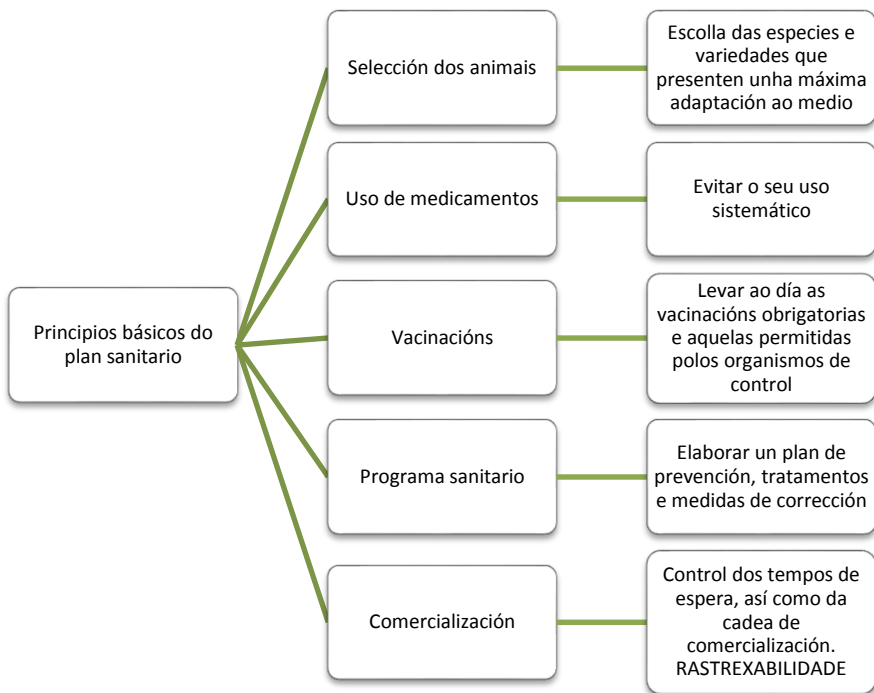 Principios básicos do
plan sanitario
Selección dos animais
Escolla das especies e
variedades que
presenten unha máxima
adaptación ao medio
Uso de medicamentos
Evitar o seu uso
sistemático
Vacinacións
Levar ao día as
vacinacións obrigatorias
e aquelas permitidas
polos organismos de
control
Programa sanitario
Elaborar un plan de
prevención, tratamentos
e medidas de corrección
Comercialización
Control dos tempos de
espera, así como da
cadea de
comercialización.
RASTREXABILIDADE